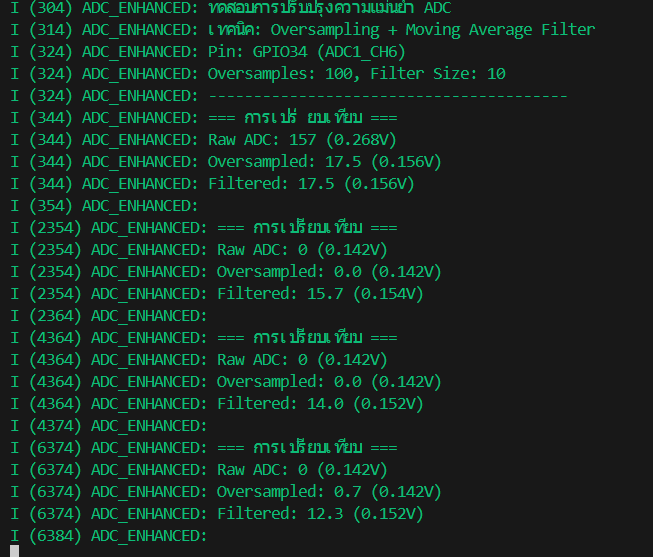 I (304) ADC_ENHANCED: ทดสอบการปรับปรุงความแม่นยำ ADC
I (314) ADC_ENHANCED: เทคนิค: Oversampling + Moving Average Filter
I (324) ADC_ENHANCED: Pin: GPIO34 (ADC1_CH6)
I (324) ADC_ENHANCED: Oversamples: 100, Filter Size: 10
I (324) ADC_ENHANCED: ----------------------------------------
I (344) ADC_ENHANCED: === การเปรียบเทียบ ===
I (344) ADC_ENHANCED: Raw ADC: 157 (0.268V)
I (344) ADC_ENHANCED: Oversampled: 17.5 (0.156V)
I (344) ADC_ENHANCED: Filtered: 17.5 (0.156V)
I (354) ADC_ENHANCED:
I (2354) ADC_ENHANCED: === การเปรียบเทียบ ===
I (2354) ADC_ENHANCED: Raw ADC: 0 (0.142V)
I (2354) ADC_ENHANCED: Oversampled: 0.0 (0.142V)
I (2354) ADC_ENHANCED: Filtered: 15.7 (0.154V)
I (2364) ADC_ENHANCED:
I (4364) ADC_ENHANCED: === การเปรียบเทียบ ===
I (4364) ADC_ENHANCED: Raw ADC: 0 (0.142V)
I (4364) ADC_ENHANCED: Oversampled: 0.0 (0.142V)
I (4364) ADC_ENHANCED: Filtered: 14.0 (0.152V)
I (4374) ADC_ENHANCED:
I (6374) ADC_ENHANCED: === การเปรียบเทียบ ===
I (6374) ADC_ENHANCED: Raw ADC: 0 (0.142V)
I (6374) ADC_ENHANCED: Oversampled: 0.7 (0.142V)
I (6374) ADC_ENHANCED: Filtered: 12.3 (0.152V)
I (6384) ADC_ENHANCED: